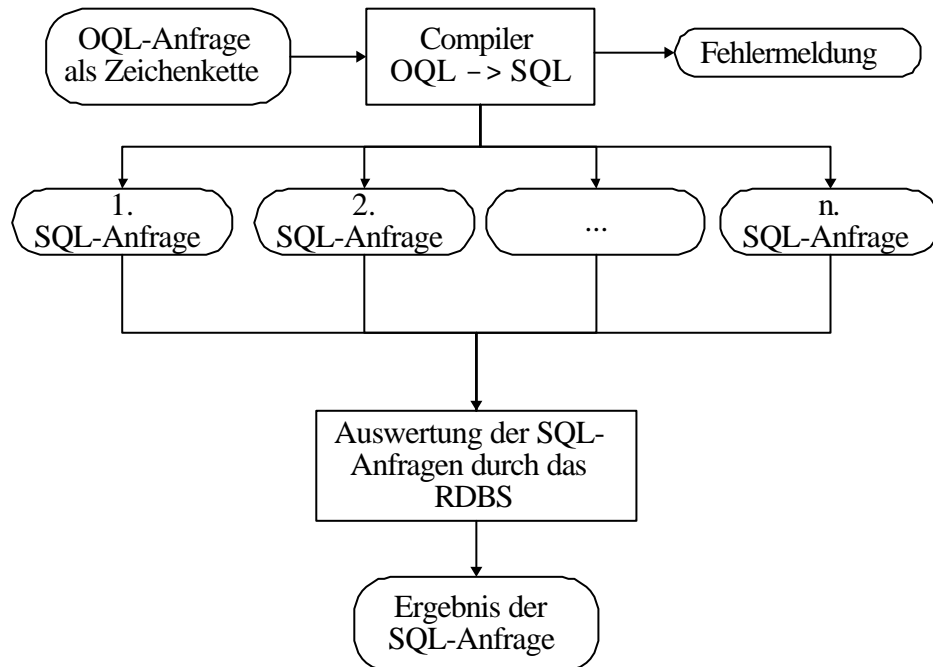 OQL-Anfrage
als Zeichenkette
Compiler
OQL -> SQL
Fehlermeldung
1.
SQL-Anfrage
2.
SQL-Anfrage
...
n.
SQL-Anfrage
Auswertung der SQL-
Anfragen durch das
RDBS
Ergebnis der
SQL-Anfrage